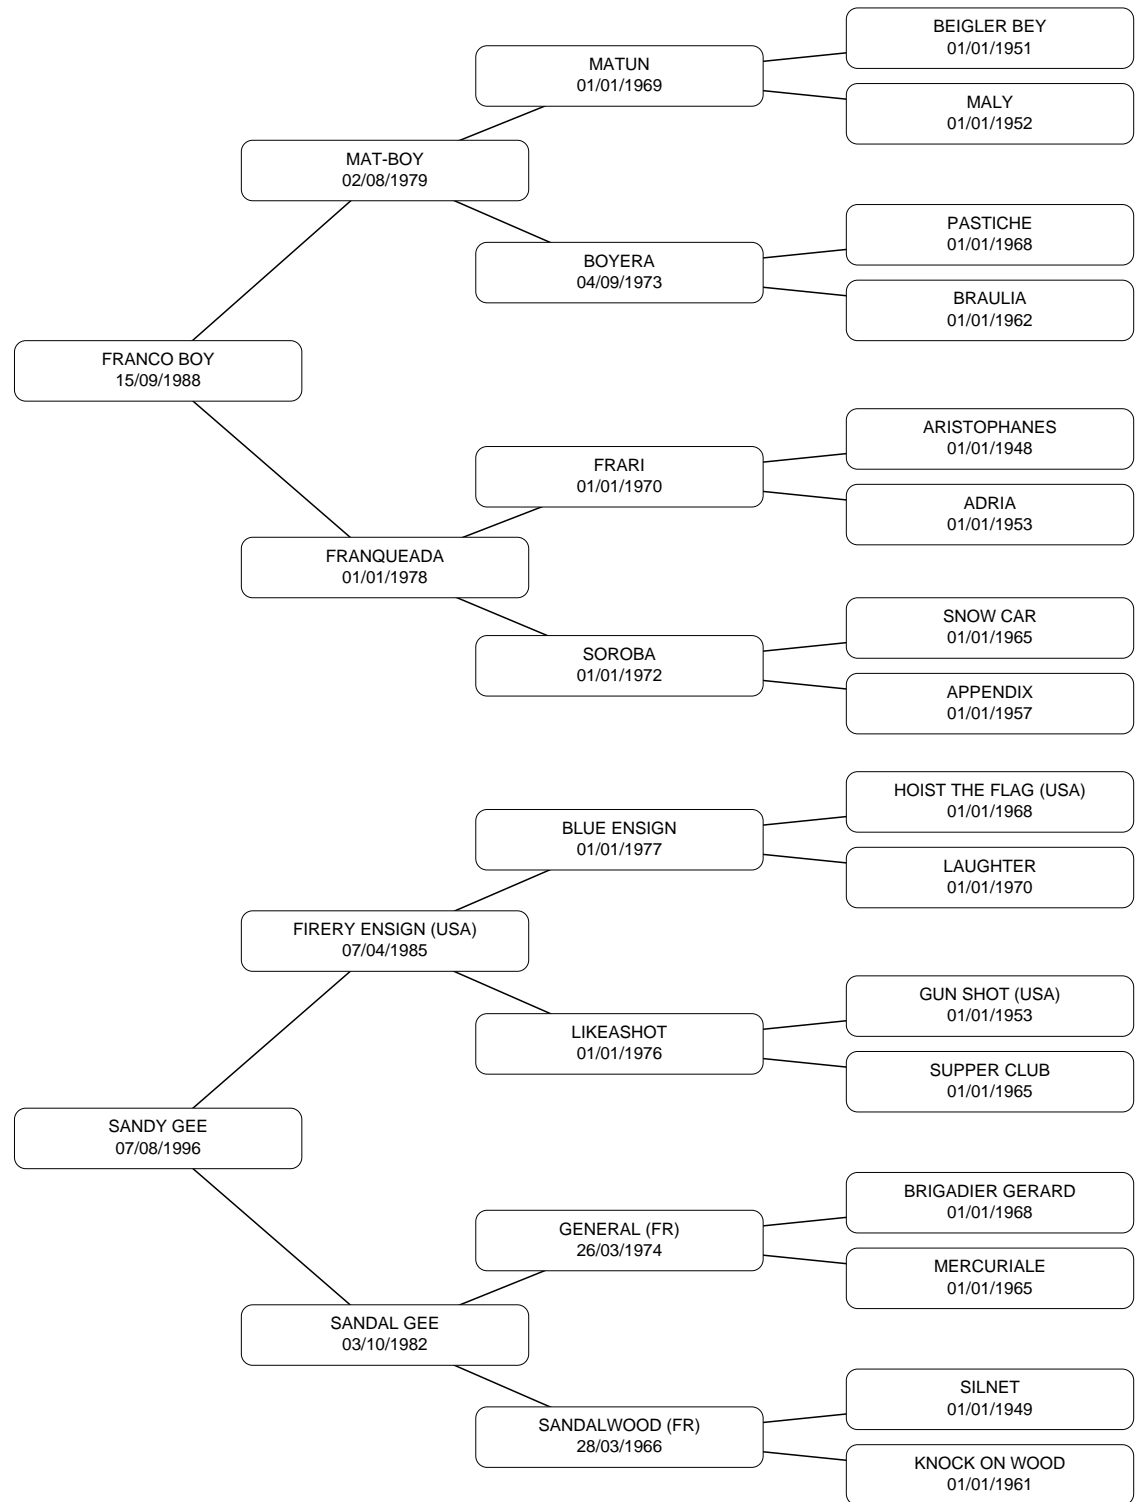 BEIGLER BEY
01/01/1951
MATUN
01/01/1969
MALY
01/01/1952
MAT-BOY
02/08/1979
PASTICHE
01/01/1968
BOYERA
04/09/1973
BRAULIA
01/01/1962
FRANCO BOY
15/09/1988
ARISTOPHANES
01/01/1948
FRARI
01/01/1970
ADRIA
01/01/1953
FRANQUEADA
01/01/1978
SNOW CAR
01/01/1965
SOROBA
01/01/1972
APPENDIX
01/01/1957
HOIST THE FLAG (USA)
01/01/1968
BLUE ENSIGN
01/01/1977
LAUGHTER
01/01/1970
FIRERY ENSIGN (USA)
07/04/1985
GUN SHOT (USA)
01/01/1953
LIKEASHOT
01/01/1976
SUPPER CLUB
01/01/1965
SANDY GEE
07/08/1996
BRIGADIER GERARD
01/01/1968
GENERAL (FR)
26/03/1974
MERCURIALE
01/01/1965
SANDAL GEE
03/10/1982
SILNET
01/01/1949
SANDALWOOD (FR)
28/03/1966
KNOCK ON WOOD
01/01/1961